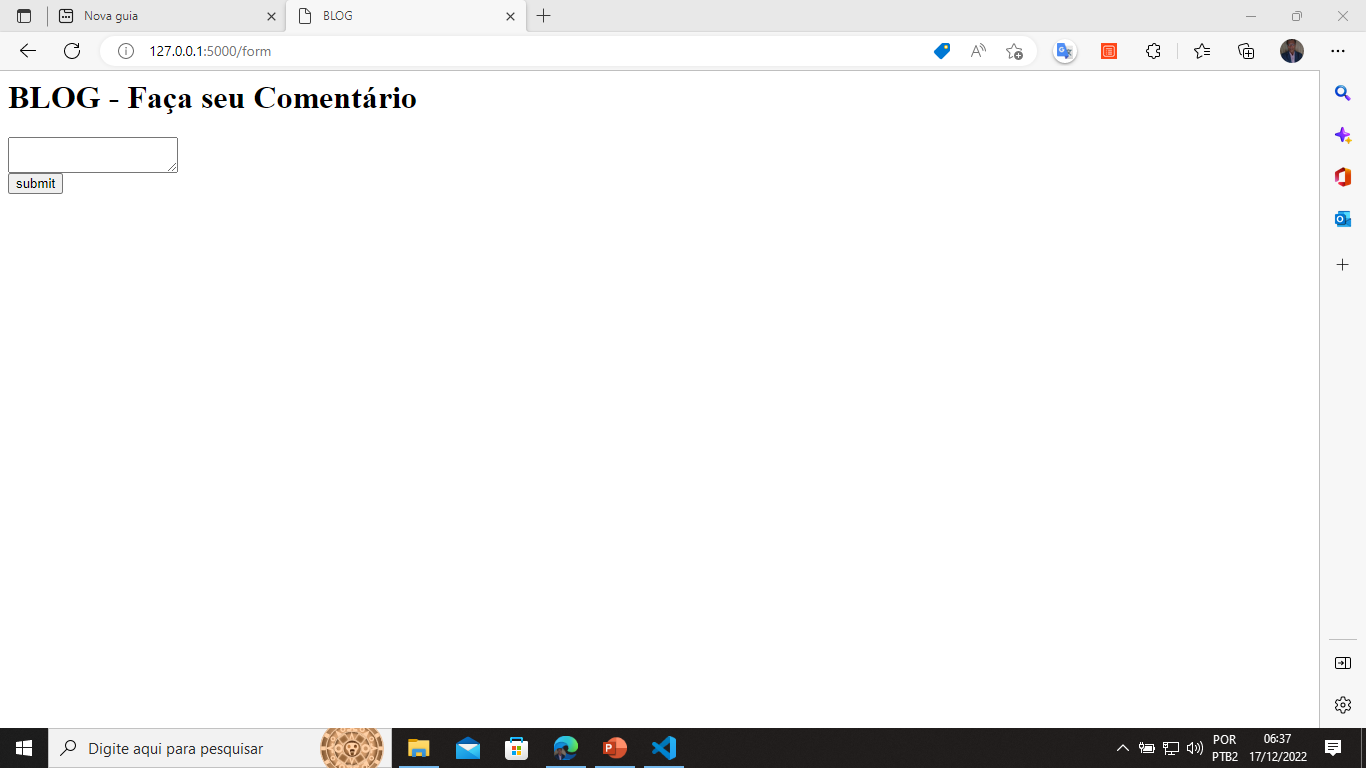 Nova guia
BLOG
127.0.0.1:5000/form
BLOG - Faça seu Comentário
submit
Digite aqui para pesquisar
POR
PTB2
06:37
17/12/2022